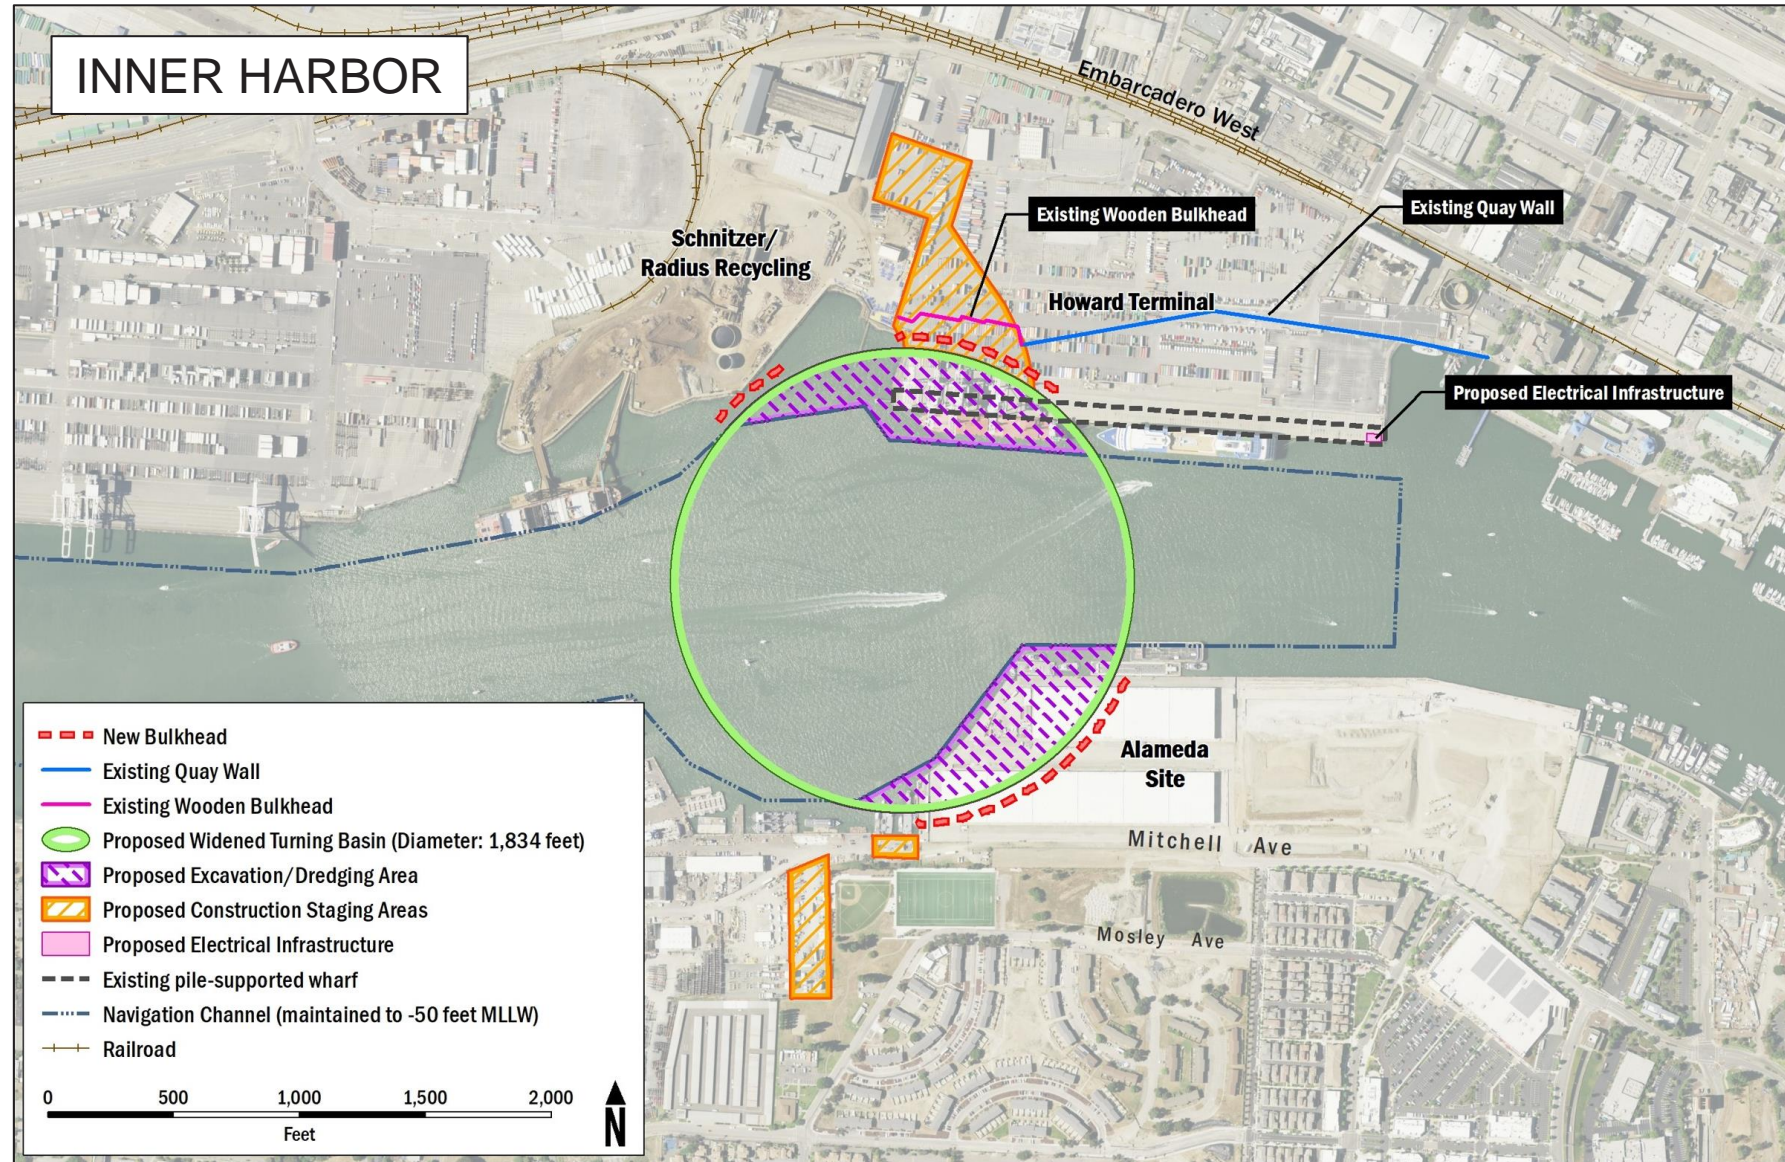 INNER HARBOR
Embarcadero West
Existing Wooden Bulkhead
Existing Quay Wall
Schnitzer/
Radius Recycling
Howard Terminal
Proposed Electrical Infrastructure
Alameda
Site
Mitchell Ave
Mosley Ave
New Bulkhead
Existing Quay Wall
Existing Wooden Bulkhead
Proposed Widened Turning Basin (Diameter: 1,834 feet)
Proposed Excavation/Dredging Area
Proposed Construction Staging Areas
Proposed Electrical Infrastructure
Existing pile-supported wharf
Navigation Channel (maintained to -50 feet MLLW)
Railroad
0 500 1,000 1,500 2,000
Feet
N